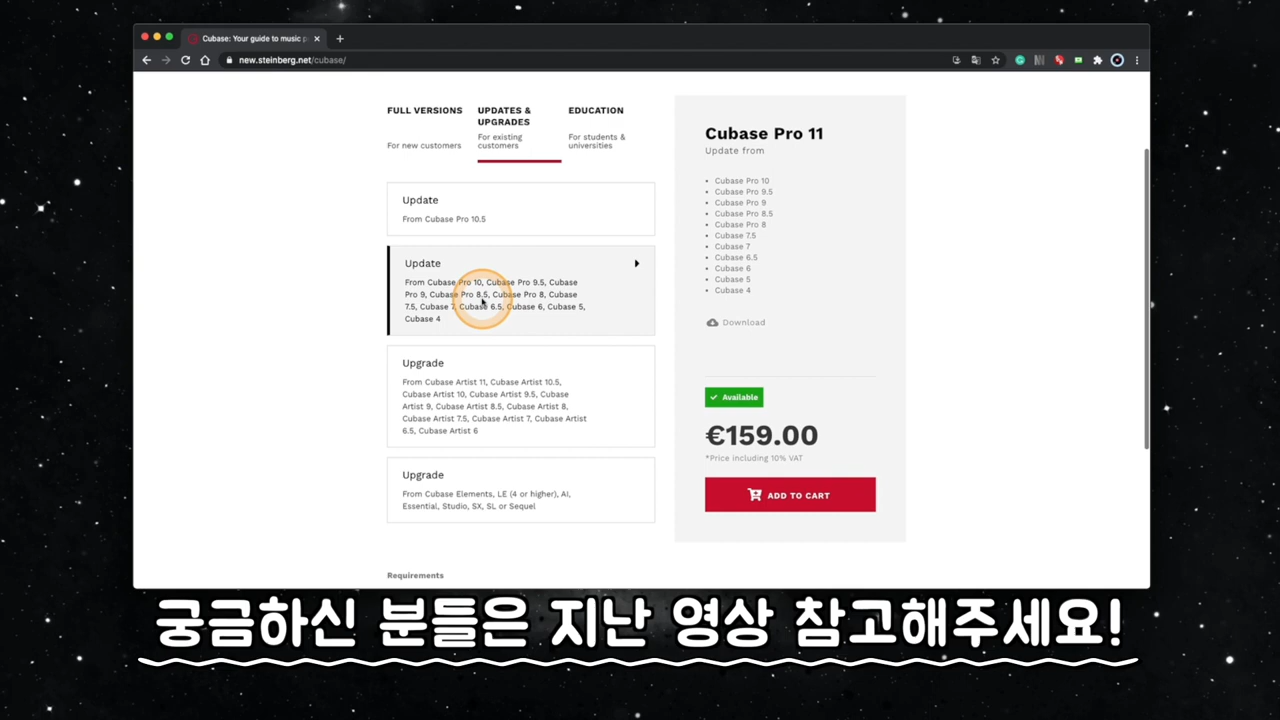 Cubase: Your guide to music p
new.steinberg.net/cubase/
FULL VERSIONS
For new customers
UPDATES &
UPGRADES
For existing
customers
EDUCATION
For students &
universities
Update
From Cubase Pro 10.5
Update
From Cubase Pro 10, Cubase Pro 9.5, Cubase
Pro 9, Cubase Pro 8.5, Cubase Pro 8, Cubase
7.5, Cubase 7, Cubase 6.5, Cubase 6, Cubase 5,
Cubase 4
Upgrade
From Cubase Artist 11, Cubase Artist 10.5,
Cubase Artist 10, Cubase Artist 9.5, Cubase
Artist 9, Cubase Artist 8.5, Cubase Artist 8,
Cubase Artist 7.5, Cubase Artist 7, Cubase Artist
6.5, Cubase Artist 6
Upgrade
From Cubase Elements, LE (4 or higher), AI,
Essential, Studio, SX, SL or Sequel
Requirements
Cubase Pro 11
Update from
• Cubase Pro 10
• Cubase Pro 9.5
• Cubase Pro 9
• Cubase Pro 8.5
• Cubase Pro 8
• Cubase 7.5
• Cubase 7
• Cubase 6.5
• Cubase 6
• Cubase 5
• Cubase 4
Download
Available
€159.00
*Price including 10% VAT
ADD TO CART
궁금하신 분들은 지난 영상 참고해주세요!